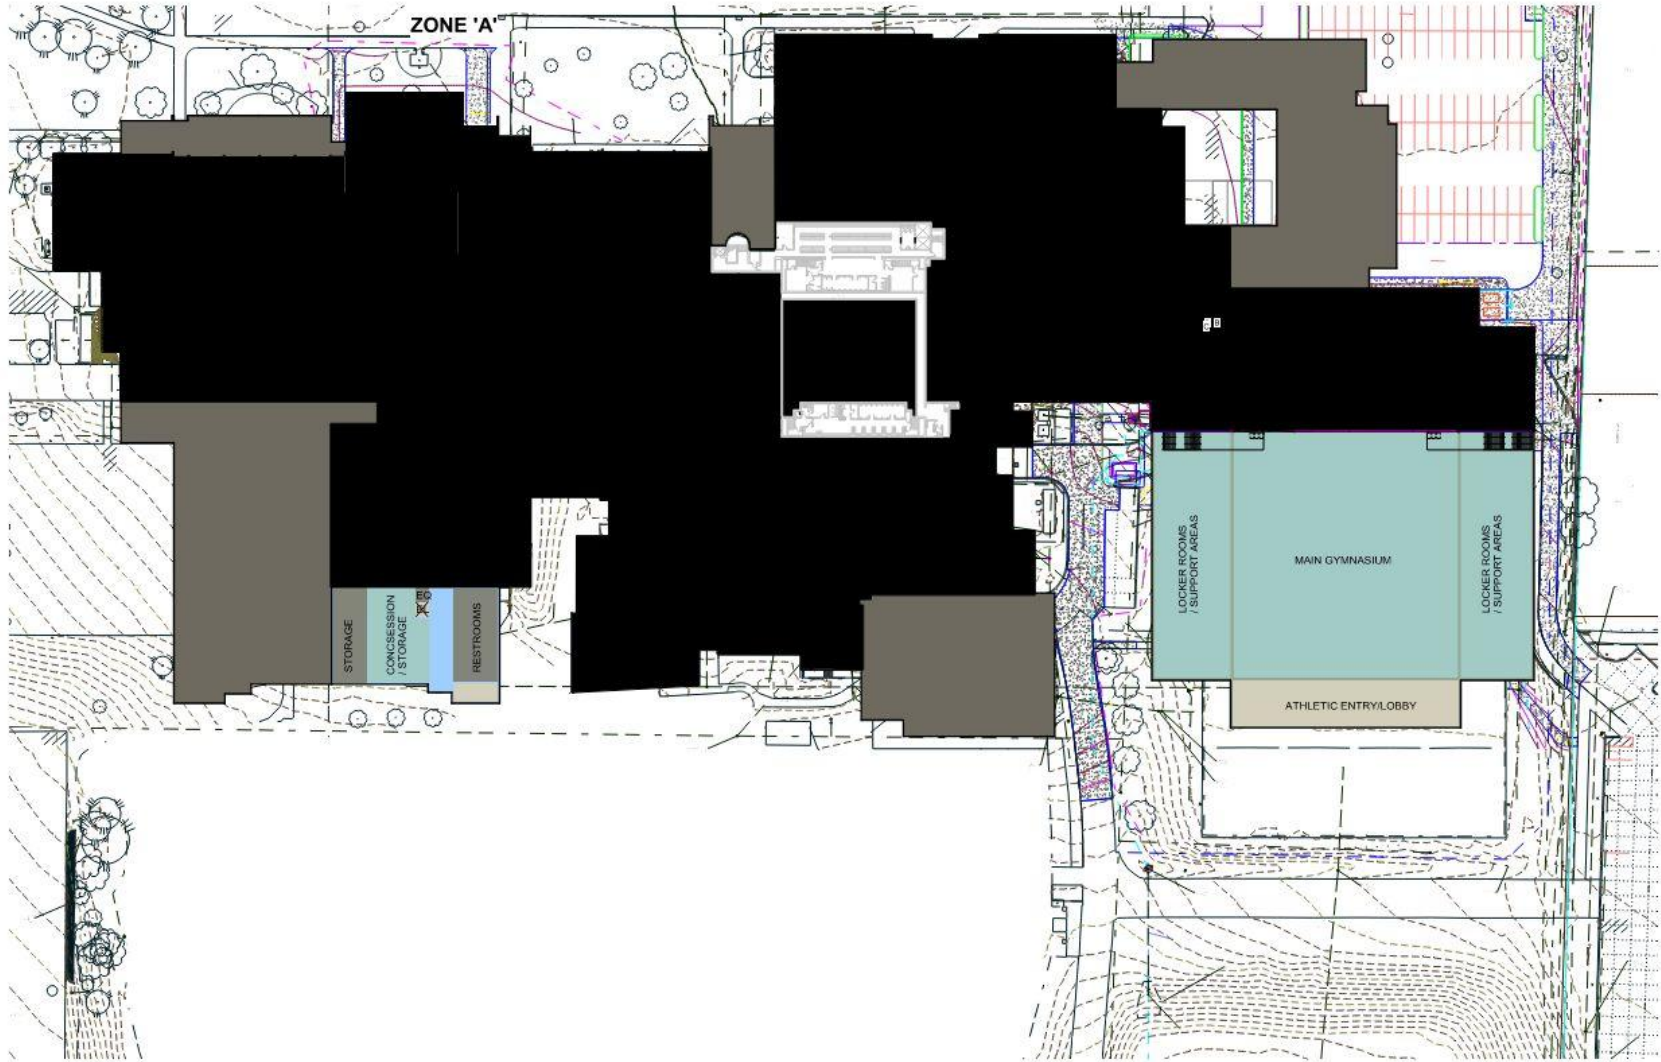 ZONE 'A'
LOCKER ROOMS
/ SUPPORT AREAS
MAIN GYMNASIUM
LOCKER ROOMS
/ SUPPORT AREAS
STORAGE
CONCSESSION
/ STORAGE
EQ
RESTROOMS
ATHLETIC ENTRY/LOBBY